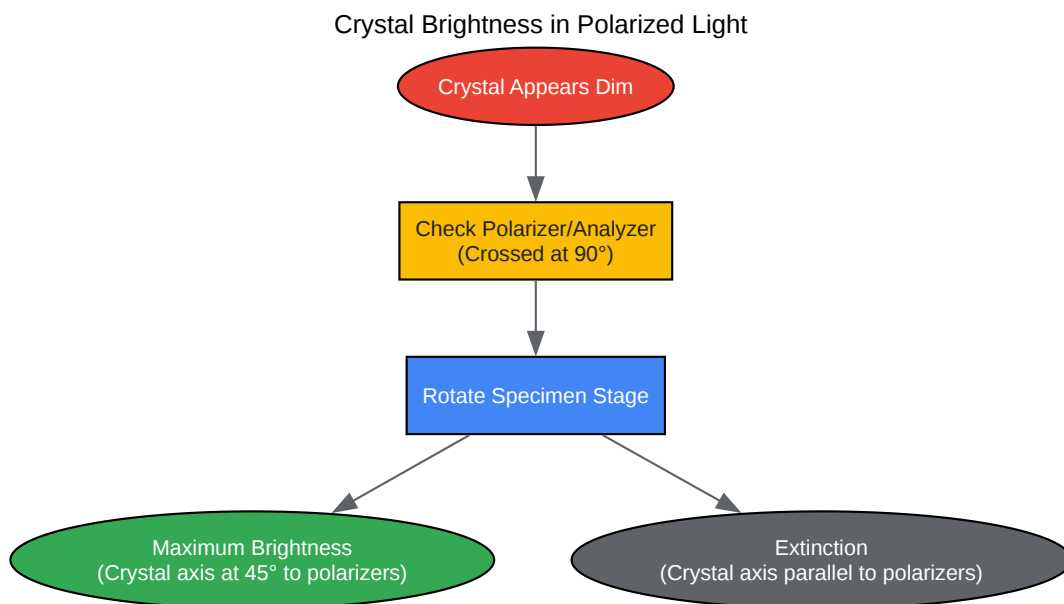 Crystal Brightness in Polarized Light
Crystal Appears Dim
Check Polarizer/Analyzer
(Crossed at 90°)
Rotate Specimen Stage
Maximum Brightness
(Crystal axis at 45° to polarizers)
Extinction
(Crystal axis parallel to polarizers)